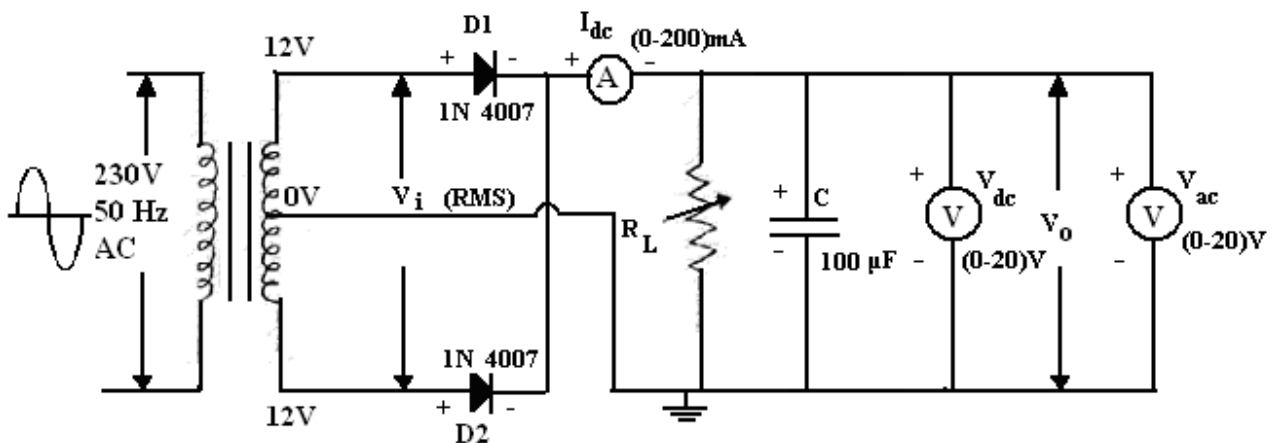 12V
D1
I dc
(0-200)mA
+ - + -
A
1N 4007
230V
50 Hz
AC
0V
V i (RMS)
R L
+ C
-
100 µF
+ V dc
V
- (0-20)V
V o
+ V ac
V
- (0-20)V
1N 4007
12V
+ -
D2